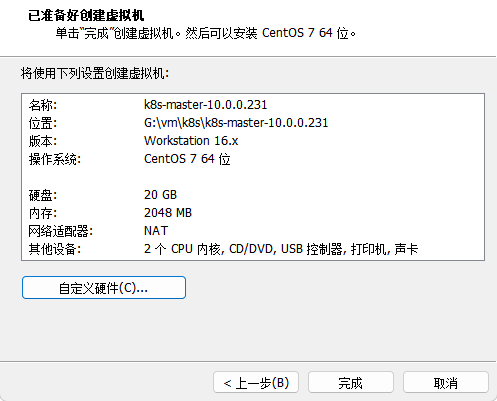 已准备好创建虚拟机
单击"完成"创建虚拟机。然后可以安装 CentOS 7 64 位。
将使用下列设置创建虚拟机:
名称: k8s-master-10.0.0.231
位置: G:\vm\k8s\k8s-master-10.0.0.231
版本: Workstation 16.x
操作系统: CentOS 7 64 位
硬盘: 20 GB
内存: 2048 MB
网络适配器: NAT
其他设备: 2 个 CPU 内核, CD/DVD, USB 控制器, 打印机, 声卡
自定义硬件(C)...
< 上一步(B) 完成 取消